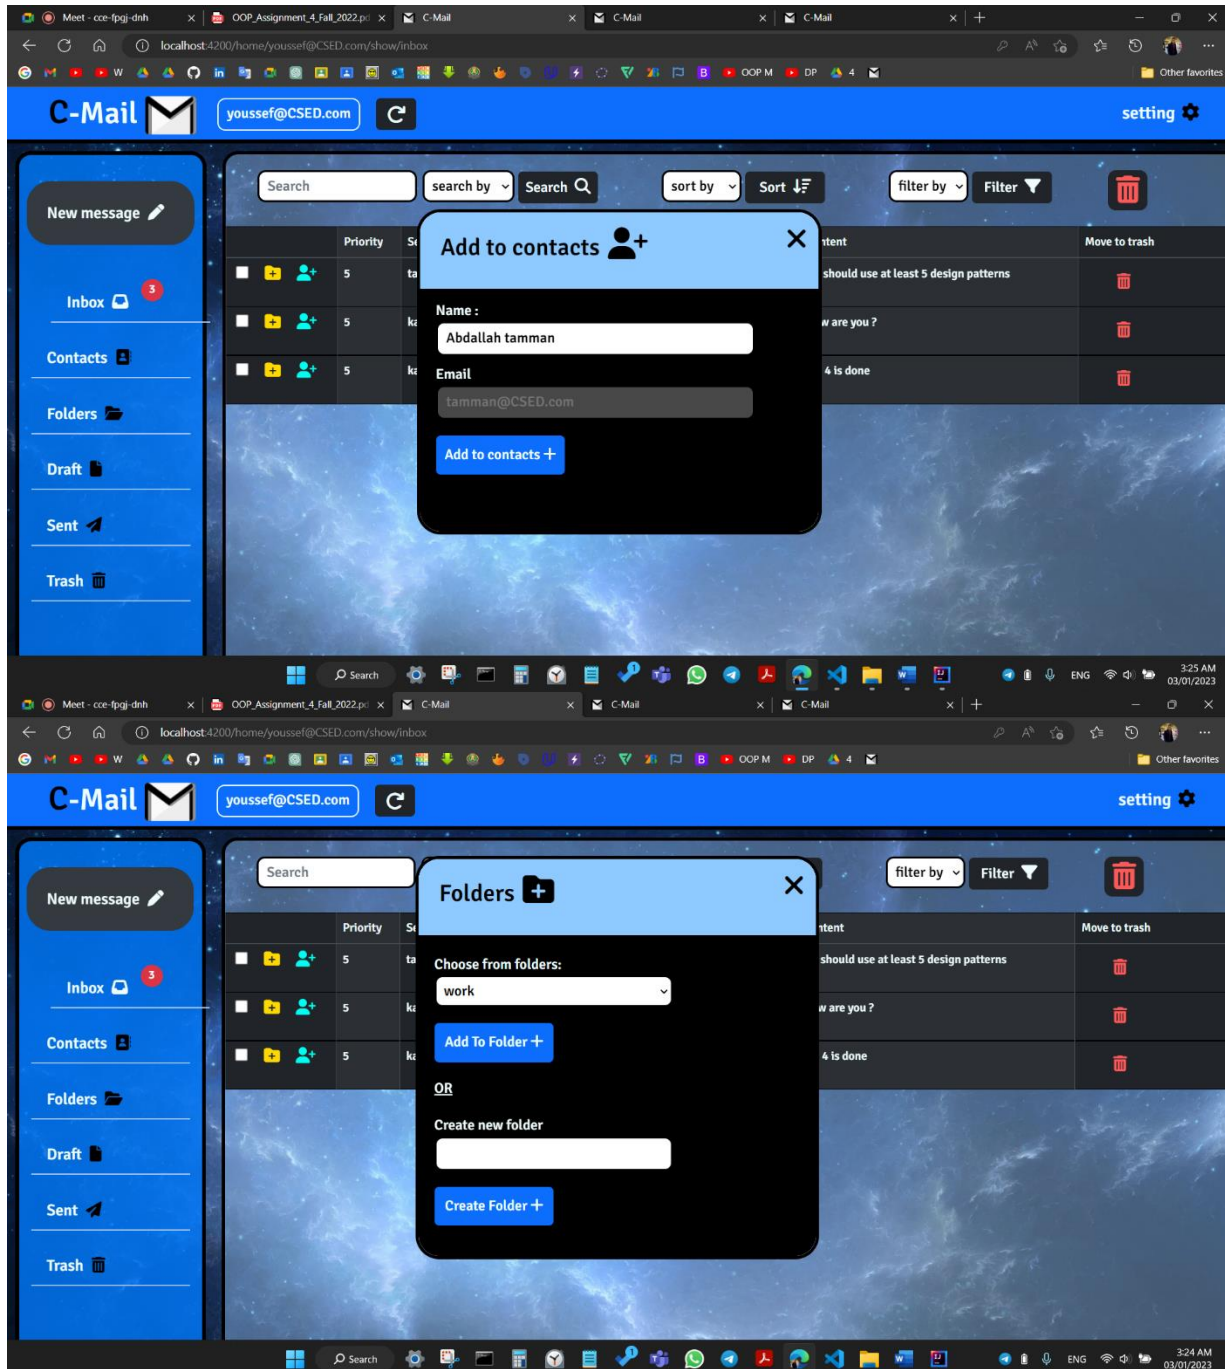 Meet - cce-fpgj-dnh
OOP_Assignment_4_Fall_2022.pd
C-Mail
C-Mail
C-Mail
localhost:4200/home/youssef@CSED.com/show/inbox
W
OOP M
DP
4
Other favorites
C-Mail
youssef@CSED.com
setting
New message
Search
search by
Search
sort by
Sort
filter by
Filter
Priority
Move to trash
Add to contacts
5
should use at least 5 design patterns
5
are you ?
5
4 is done
Inbox
3
Contacts
Folders
Draft
Sent
Trash
Name :
Abdallah tamman
Email
tamman@CSED.com
Add to contacts +
Search
ENG
3:25 AM
03/01/2023
Meet - cce-fpgj-dnh
OOP_Assignment_4_Fall_2022.pd
C-Mail
C-Mail
C-Mail
localhost:4200/home/youssef@CSED.com/show/inbox
W
OOP M
DP
4
Other favorites
C-Mail
youssef@CSED.com
setting
New message
Search
filter by
Filter
Priority
Move to trash
Folders
5
should use at least 5 design patterns
5
are you ?
5
4 is done
Inbox
3
Contacts
Folders
Draft
Sent
Trash
Choose from folders:
work
Add To Folder +
OR
Create new folder
Create Folder +
Search
ENG
3:24 AM
03/01/2023